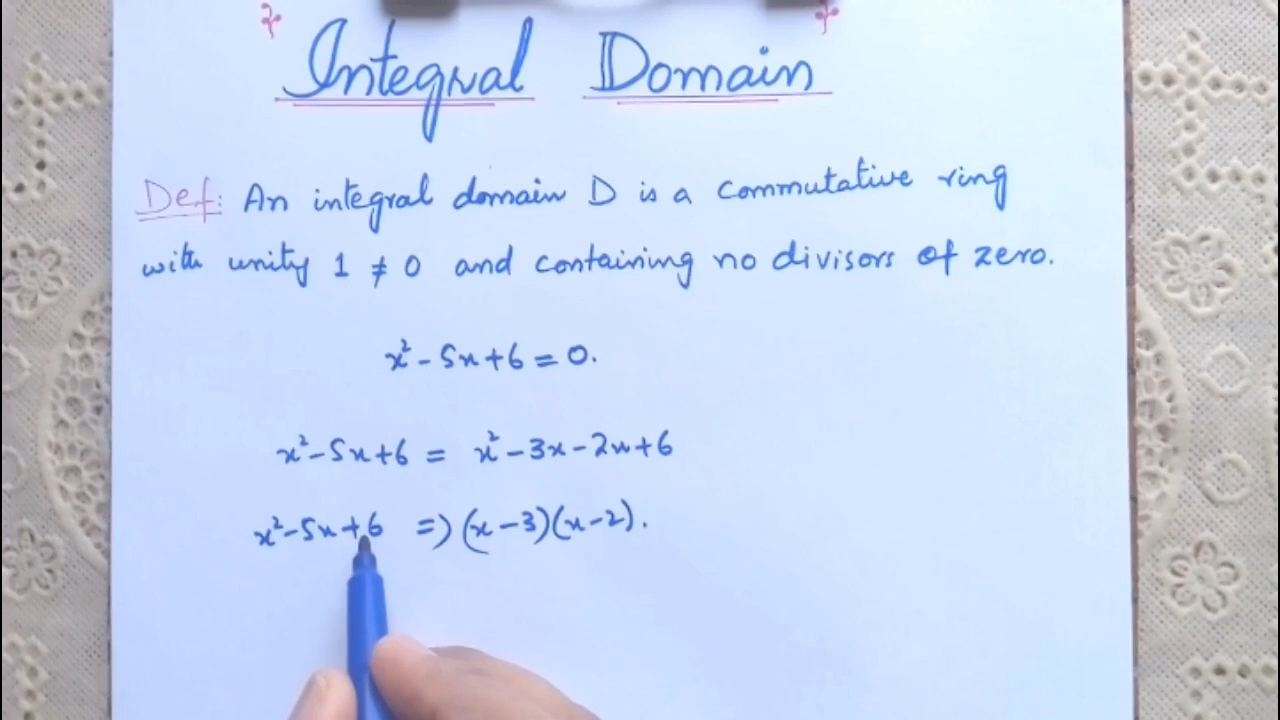 Integral Domain
Def: An integral domain D is a commutative ring
with unity 1 ≠ 0 and containing no divisors of zero.
x² - 5x + 6 = 0.
x² - 5x + 6 = x² - 3x - 2x + 6
x² - 5x + 6 => (x - 3)(x - 2).